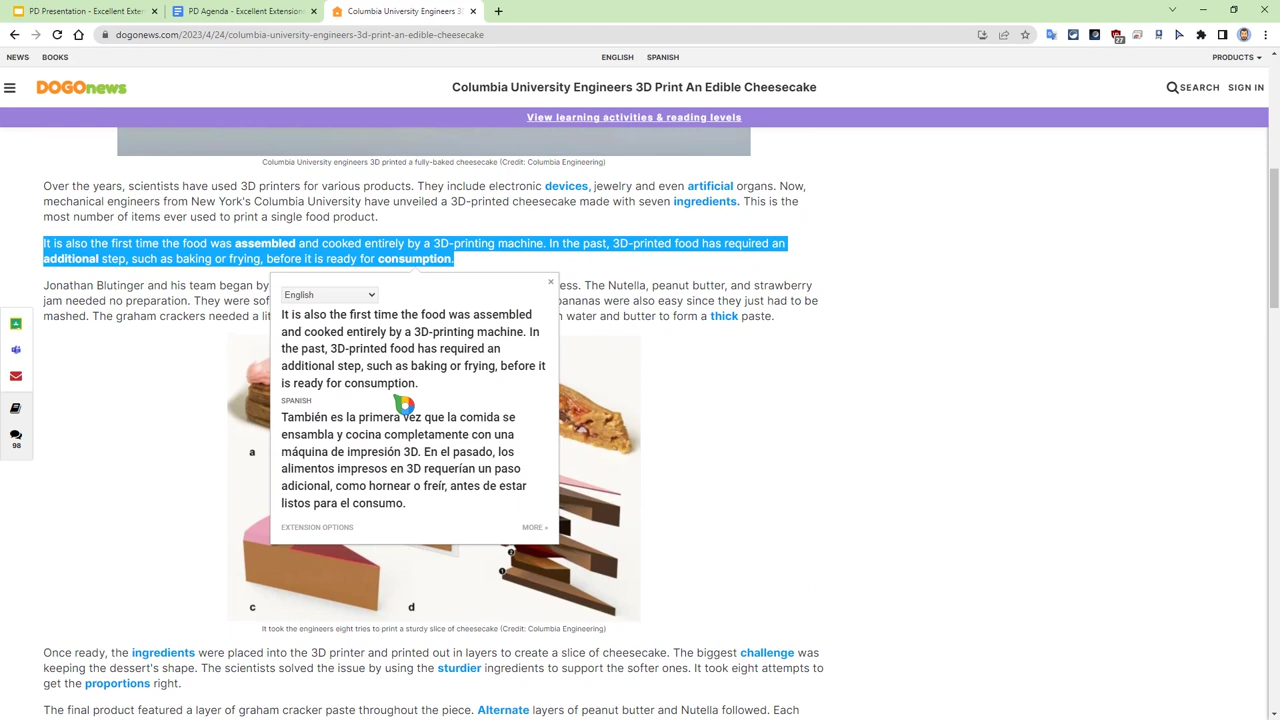 PD Presentation - Excellent Exten
PD Agenda - Excellent Extension
Columbia University Engineers 3D
dogonews.com/2023/4/24/columbia-university-engineers-3d-print-an-edible-cheesecake
27
NEWS BOOKS ENGLISH SPANISH PRODUCTS
DOGOnews Columbia University Engineers 3D Print An Edible Cheesecake SEARCH SIGN IN
View learning activities & reading levels
Columbia University engineers 3D printed a fully-baked cheesecake (Credit: Columbia Engineering)
Over the years, scientists have used 3D printers for various products. They include electronic devices, jewelry and even artificial organs. Now,
mechanical engineers from New York's Columbia University have unveiled a 3D-printed cheesecake made with seven ingredients. This is the
most number of items ever used to print a single food product.
It is also the first time the food was assembled and cooked entirely by a 3D-printing machine. In the past, 3D-printed food has required an
additional step, such as baking or frying, before it is ready for consumption.
Jonathan Blutinger and his team began by ess. The Nutella, peanut butter, and strawberry
jam needed no preparation. They were sof bananas were also easy since they just had to be
mashed. The graham crackers needed a lit h water and butter to form a thick paste.
English
It is also the first time the food was assembled
and cooked entirely by a 3D-printing machine. In
the past, 3D-printed food has required an
additional step, such as baking or frying, before it
is ready for consumption.
SPANISH
También es la primera vez que la comida se
ensambla y cocina completamente con una
máquina de impresión 3D. En el pasado, los
alimentos impresos en 3D requerían un paso
adicional, como hornear o freír, antes de estar
listos para el consumo.
EXTENSION OPTIONS MORE »
98
a
2
1
c d
It took the engineers eight tries to print a sturdy slice of cheesecake (Credit: Columbia Engineering)
Once ready, the ingredients were placed into the 3D printer and printed out in layers to create a slice of cheesecake. The biggest challenge was
keeping the dessert's shape. The scientists solved the issue by using the sturdier ingredients to support the softer ones. It took eight attempts to
get the proportions right.
The final product featured a layer of graham cracker paste throughout the piece. Alternate layers of peanut butter and Nutella followed. Each